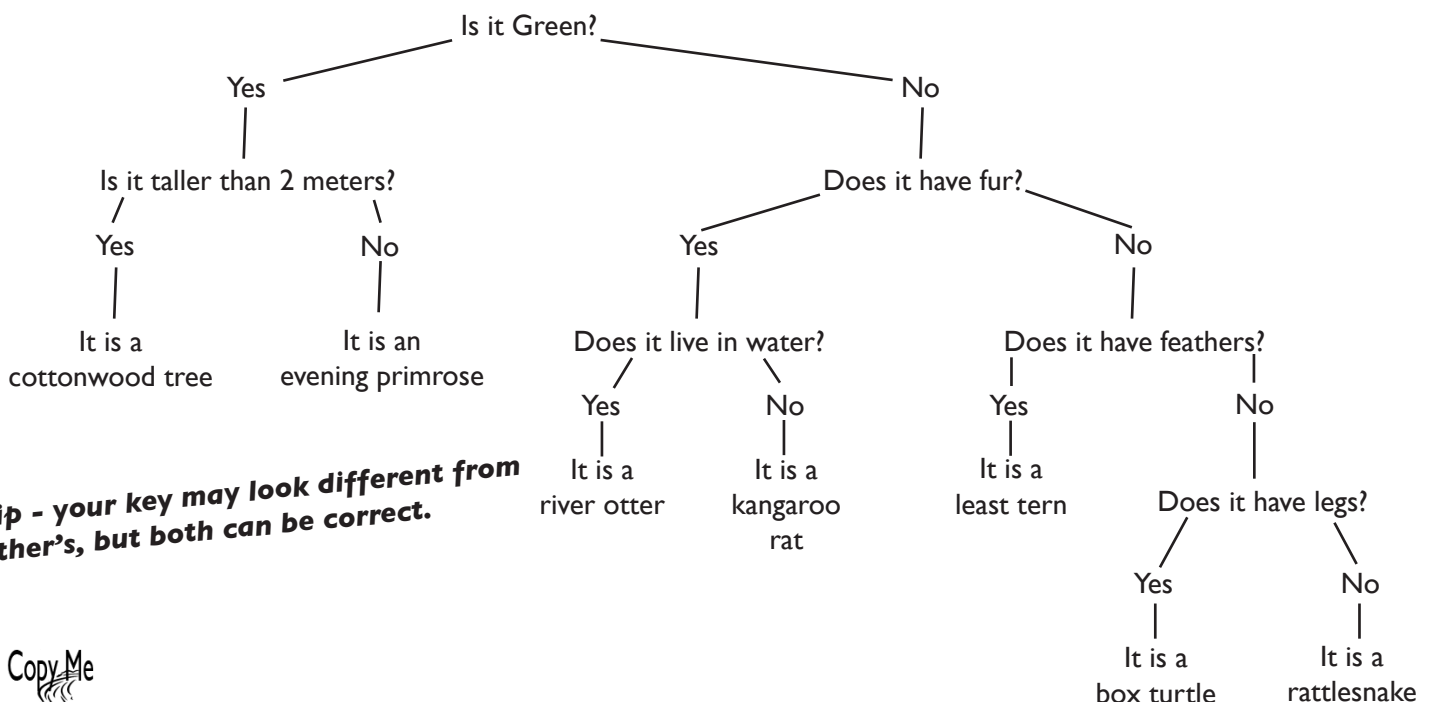 Is it Green?
Yes
No
Is it taller than 2 meters?
Does it have fur?
Yes
No
Yes
No
It is a
cottonwood tree
It is an
evening primrose
Does it live in water?
Does it have feathers?
Yes
No
Yes
No
It is a
river otter
It is a
kangaroo
rat
It is a
least tern
Does it have legs?
- your key may look different from
but both can be correct.
Yes
No
It is a
box turtle
It is a
rattlesnake
Copy Me